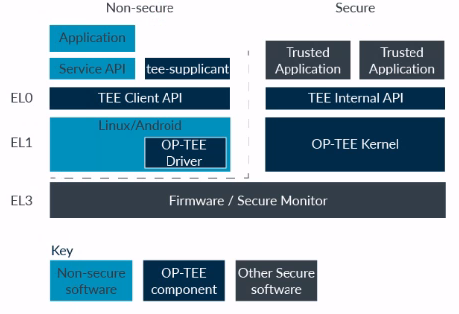 Non-secure
Secure
Application
Service API
tee-supplicant
Trusted
Application
Trusted
Application
EL0
TEE Client API
TEE Internal API
EL1
Linux/Android
OP-TEE
Driver
OP-TEE Kernel
EL3
Firmware / Secure Monitor
Key
Non-secure
software
OP-TEE
component
Other Secure
software